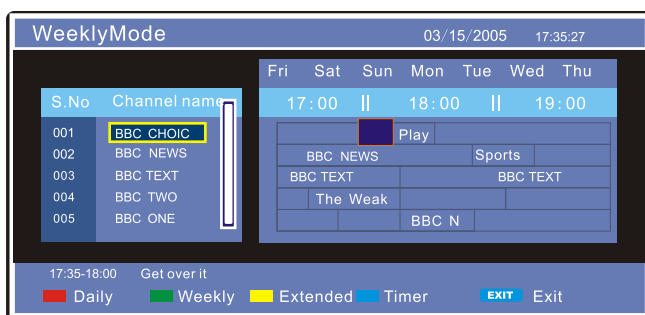 WeeklyMode 03/15/2005 17:35:27
Fri Sat Sun Mon Tue Wed Thu
S.No Channel name 17:00 || 18:00 || 19:00
001 BBC CHOIC Play
002 BBC NEWS BBC NEWS Sports
003 BBC TEXT BBC TEXT BBC TEXT
004 BBC TWO The Weak
005 BBC ONE BBC N
17:35-18:00 Get over it
Daily Weekly Extended Timer EXIT Exit